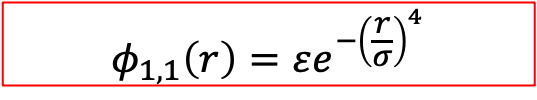 ϕ₁,₁(r) = εe^{-(r/σ)^4}